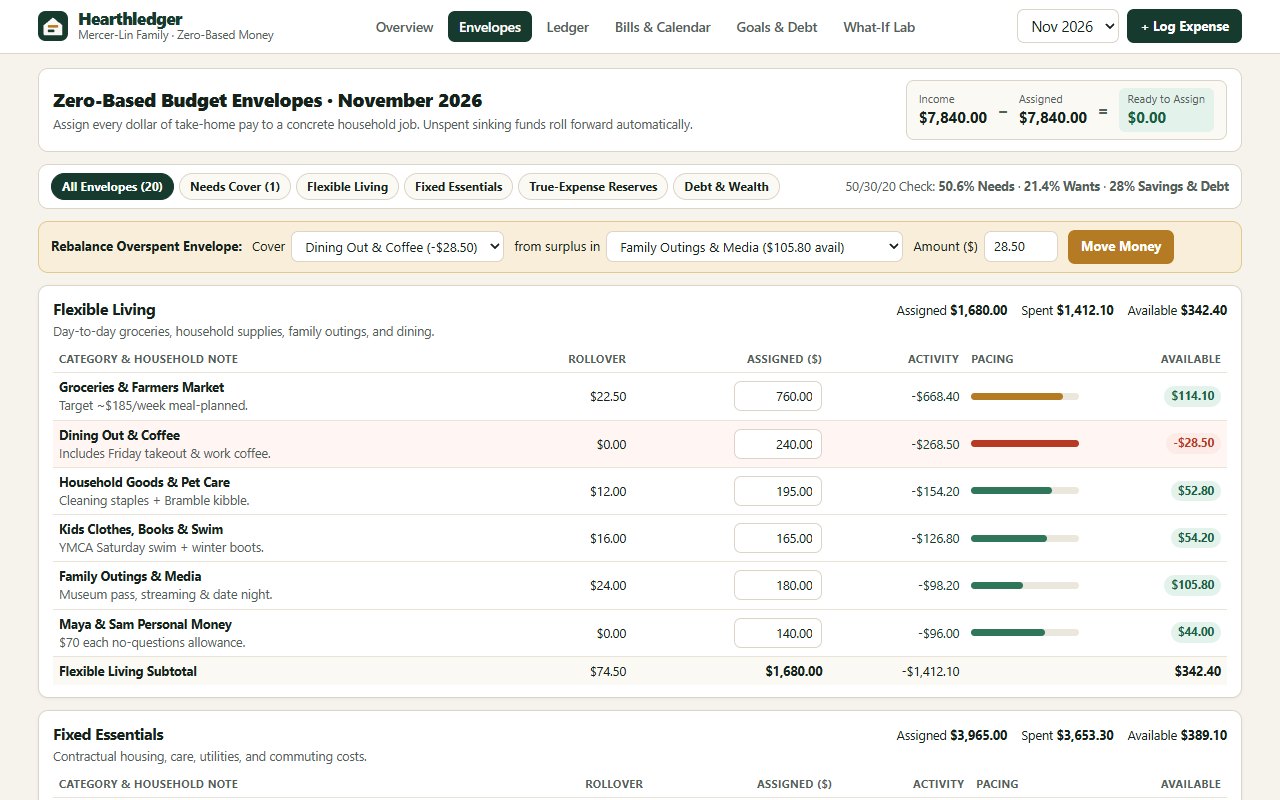 Hearthledger
Mercer-Lin Family · Zero-Based Money
Overview
Envelopes
Ledger
Bills & Calendar
Goals & Debt
What-If Lab
Nov 2026
+ Log Expense
Zero-Based Budget Envelopes · November 2026
Assign every dollar of take-home pay to a concrete household job. Unspent sinking funds roll forward automatically.
Income Assigned Ready to Assign
$7,840.00 − $7,840.00 = $0.00
All Envelopes (20) Needs Cover (1) Flexible Living Fixed Essentials True-Expense Reserves Debt & Wealth 50/30/20 Check: 50.6% Needs · 21.4% Wants · 28% Savings & Debt
Rebalance Overspent Envelope: Cover Dining Out & Coffee (-$28.50) from surplus in Family Outings & Media ($105.80 avail) Amount ($) 28.50 Move Money
Flexible Living Assigned $1,680.00 Spent $1,412.10 Available $342.40
Day-to-day groceries, household supplies, family outings, and dining.
CATEGORY & HOUSEHOLD NOTE ROLLOVER ASSIGNED ($) ACTIVITY PACING AVAILABLE
Groceries & Farmers Market $22.50 760.00 -$668.40 $114.10
Target ~$185/week meal-planned.
Dining Out & Coffee $0.00 240.00 -$268.50 -$28.50
Includes Friday takeout & work coffee.
Household Goods & Pet Care $12.00 195.00 -$154.20 $52.80
Cleaning staples + Bramble kibble.
Kids Clothes, Books & Swim $16.00 165.00 -$126.80 $54.20
YMCA Saturday swim + winter boots.
Family Outings & Media $24.00 180.00 -$98.20 $105.80
Museum pass, streaming & date night.
Maya & Sam Personal Money $0.00 140.00 -$96.00 $44.00
$70 each no-questions allowance.
Flexible Living Subtotal $74.50 $1,680.00 -$1,412.10 $342.40
Fixed Essentials Assigned $3,965.00 Spent $3,653.30 Available $389.10
Contractual housing, care, utilities, and commuting costs.
CATEGORY & HOUSEHOLD NOTE ROLLOVER ASSIGNED ($) ACTIVITY PACING AVAILABLE